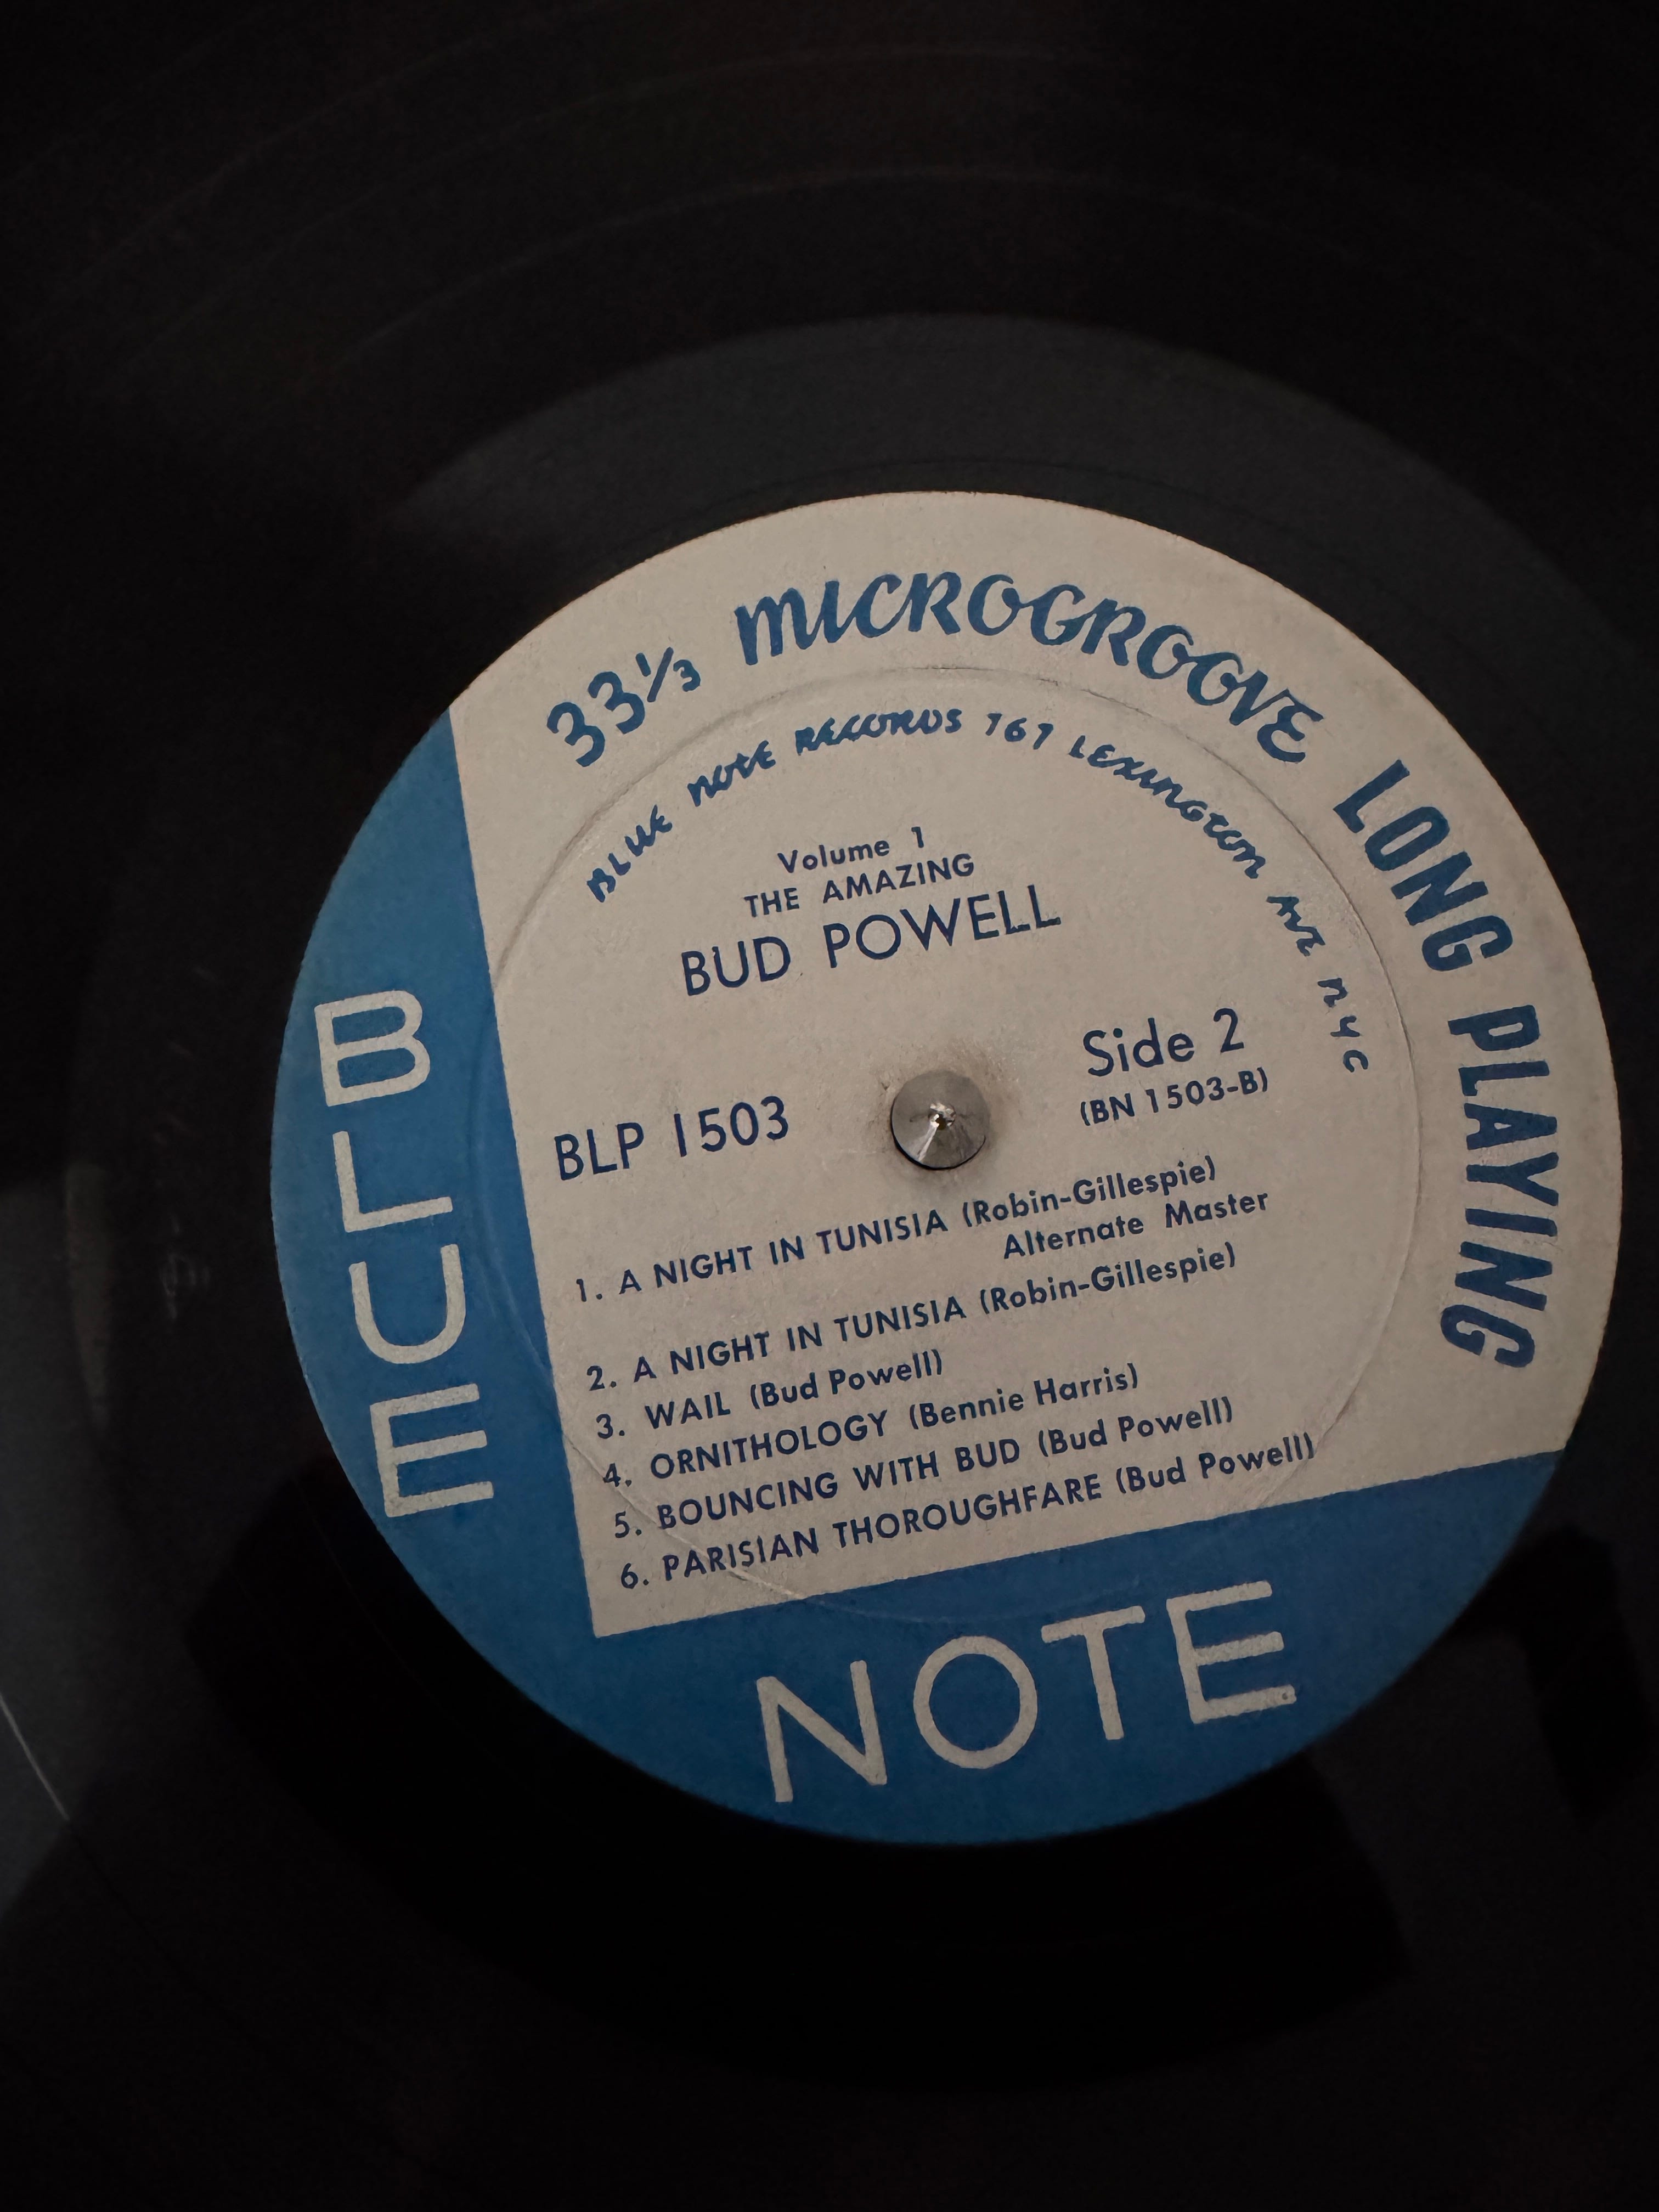 33⅓ MICROGROOVE LONG PLAYING
BLUE NOTE RECORDS 767 LEXINGTON AVE NYC
Volume 1
THE AMAZING
BUD POWELL
Side 2
(BN 1503-B)
BLP 1503
1. A NIGHT IN TUNISIA (Robin-Gillespie)
Alternate Master
2. A NIGHT IN TUNISIA (Robin-Gillespie)
3. WAIL (Bud Powell)
4. ORNITHOLOGY (Bennie Harris)
5. BOUNCING WITH BUD (Bud Powell)
6. PARISIAN THOROUGHFARE (Bud Powell)
BLUE
NOTE